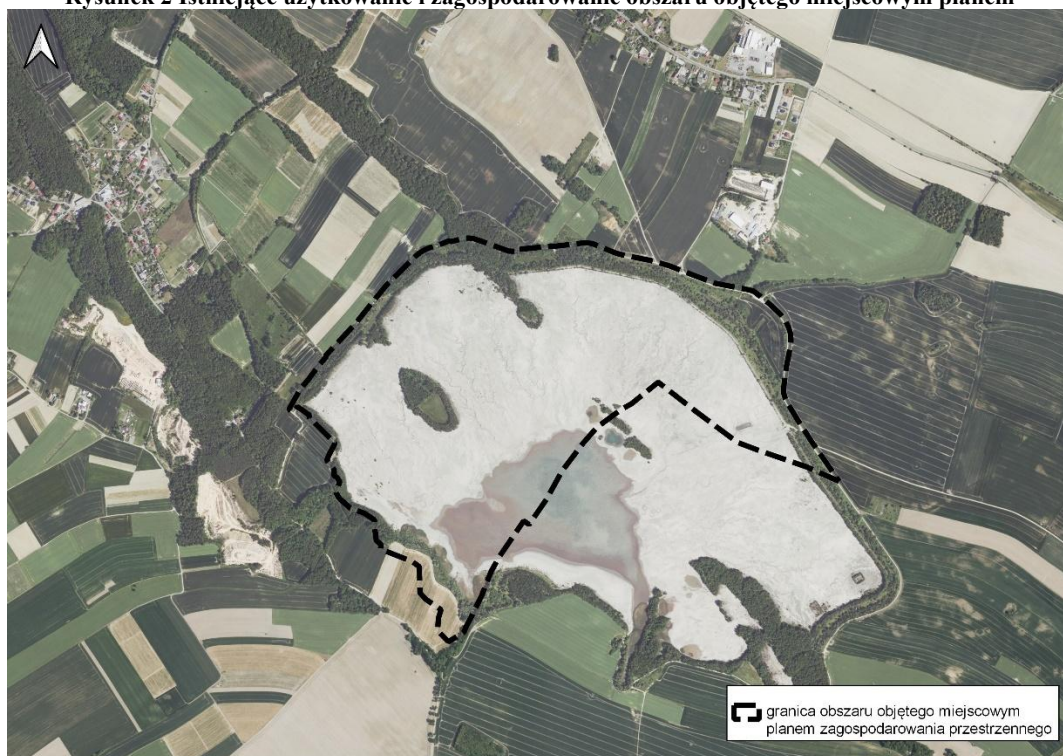 Rysunek 2 Istniejące użytkowanie i zagospodarowanie obszaru objętego miejscowym planem
granica obszaru objętego miejscowym
planem zagospodarowania przestrzennego